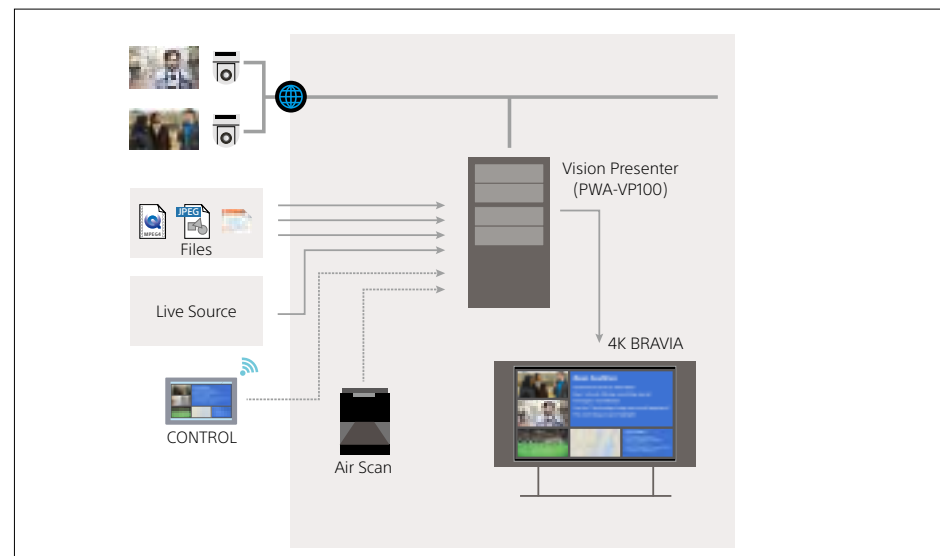 Vision Presenter
(PWA-VP100)
MPEG4
JPEG
Files
Live Source
4K BRAVIA
CONTROL
Air Scan